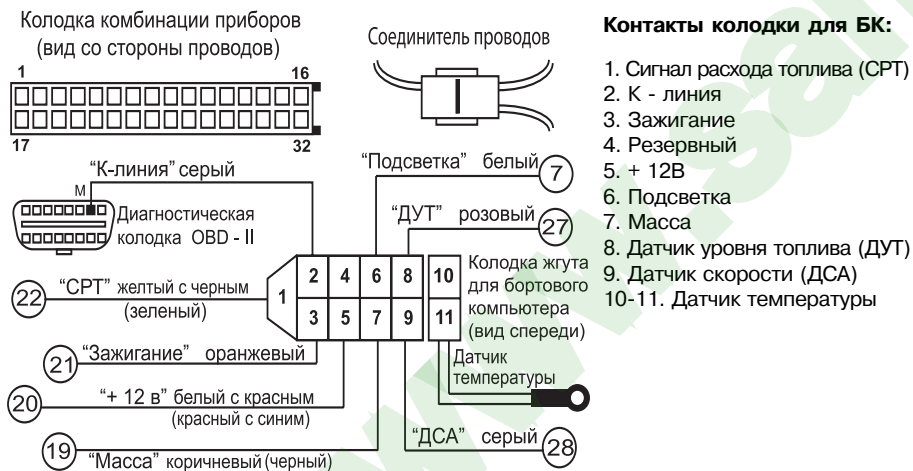 Колодка комбинации приборов
(вид со стороны проводов)
1 16
17 32
Соединитель проводов
"К-линия" серый
М
Диагностическая
колодка OBD - II
"Подсветка" белый 7
"ДУТ" розовый 27
22 "СРТ" желтый с черным
(зеленый)
1 2 4 6 8 10
3 5 7 9 11
Колодка жгута
для бортового
компьютера
(вид спереди)
21 "Зажигание" оранжевый
Датчик
температуры
20 "+ 12 в" белый с красным
(красный с синим)
19 "Масса" коричневый (черный)
"ДСА" серый 28
Контакты колодки для БК:
1. Сигнал расхода топлива (СРТ)
2. К - линия
3. Зажигание
4. Резервный
5. + 12В
6. Подсветка
7. Масса
8. Датчик уровня топлива (ДУТ)
9. Датчик скорости (ДСА)
10-11. Датчик температуры